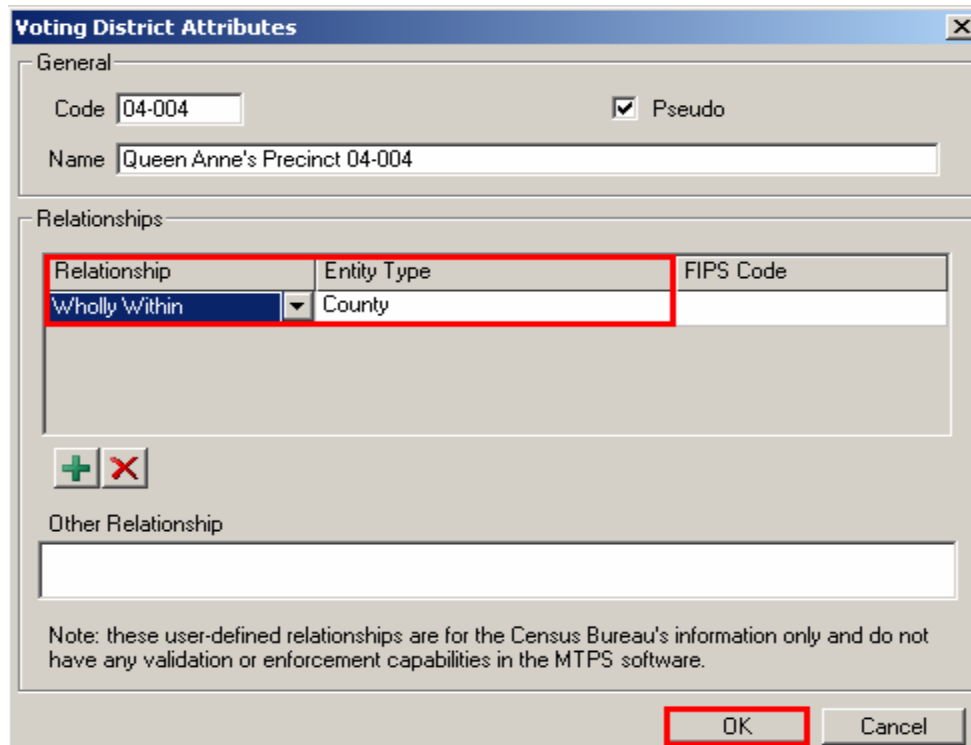 Voting District Attributes
General
Code 04-004 Pseudo
Name Queen Anne's Precinct 04-004
Relationships
Relationship Entity Type FIPS Code
Wholly Within County
Other Relationship
Note: these user-defined relationships are for the Census Bureau's information only and do not
have any validation or enforcement capabilities in the MTPS software.
OK Cancel